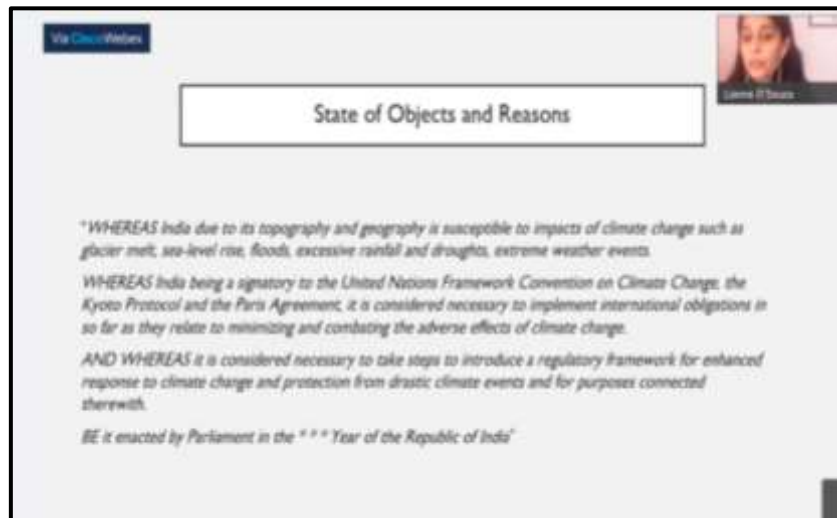 Via CiscoWebex
State of Objects and Reasons
"WHEREAS India due to its topography and geography is susceptible to impacts of climate change such as
glacier melt, sea-level rise, floods, excessive rainfall and droughts, extreme weather events.
WHEREAS India being a signatory to the United Nations Framework Convention on Climate Change, the
Kyoto Protocol and the Paris Agreement, it is considered necessary to implement international obligations in
so far as they relate to minimizing and combating the adverse effects of climate change.
AND WHEREAS it is considered necessary to take steps to introduce a regulatory framework for enhanced
response to climate change and protection from drastic climate events and for purposes connected
therewith.
BE it enacted by Parliament in the * * * Year of the Republic of India"
D'Souza